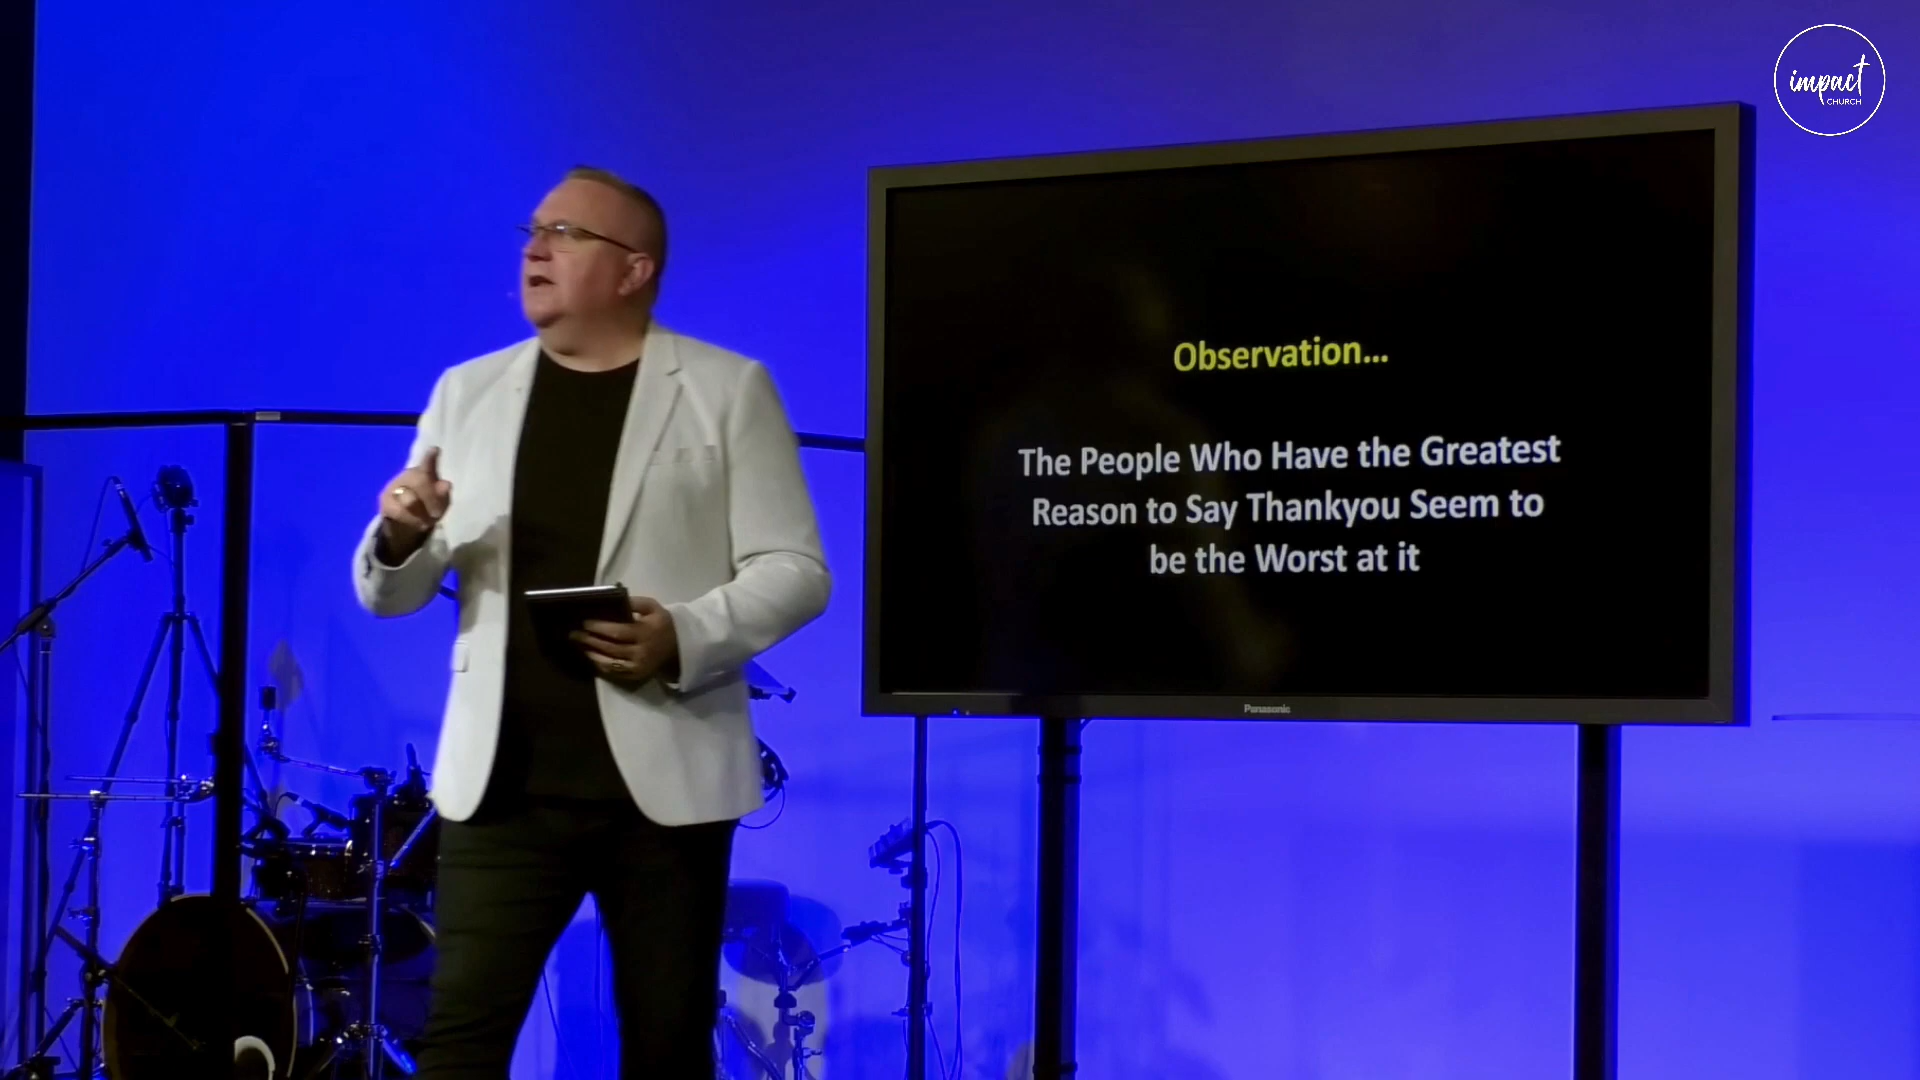 impact
CHURCH
Observation...
The People Who Have the Greatest
Reason to Say Thankyou Seem to
be the Worst at it
Panasonic